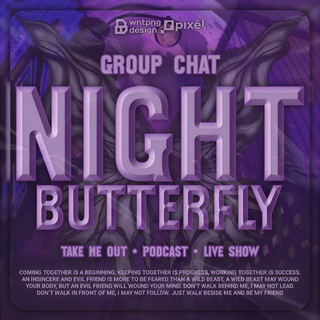 wntpng design pixel
GROUP CHAT
NIGHT
BUTTERFLY
TAKE ME OUT • PODCAST • LIVE SHOW
COMING TOGETHER IS A BEGINNING; KEEPING TOGETHER IS PROGRESS, WORKING TOGETHER IS SUCCESS.
AN INSINCERE AND EVIL FRIEND IS MORE TO BE FEARED THAN A WILD BEAST, A WILD BEAST MAY WOUND
YOUR BODY, BUT AN EVIL FRIEND WILL WOUND YOUR MIND. DON'T WALK BEHIND ME, I MAY NOT LEAD.
DON'T WALK IN FRONT OF ME, I MAY NOT FOLLOW. JUST WALK BESIDE ME AND BE MY FRIEND